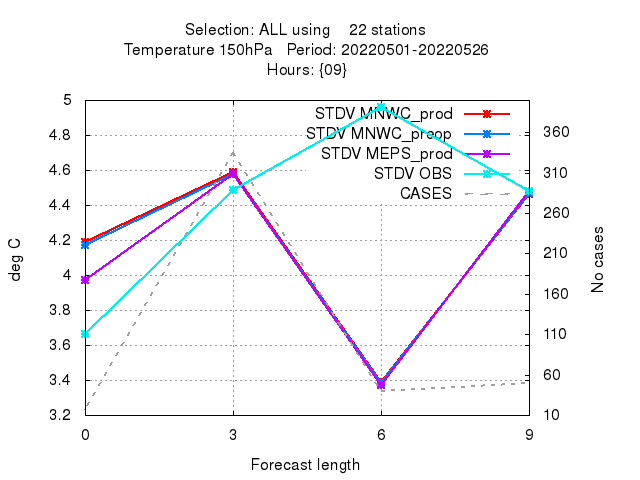 Selection: ALL using 22 stations
Temperature 150hPa Period: 20220501-20220526
Hours: {09}
STDV MNWC_prod
STDV MNWC_preop
STDV MEPS_prod
STDV OBS
CASES
deg C
5
4.8
4.6
4.4
4.2
4
3.8
3.6
3.4
3.2
360
310
260
210
160
110
60
10
No cases
0 3 6 9
Forecast length